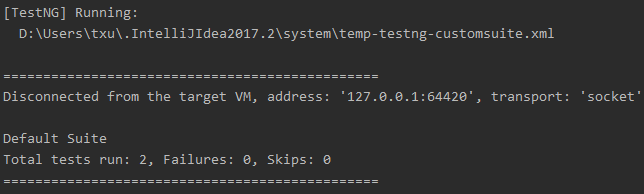 [TestNG] Running:
D:\Users\txu\.IntelliJIdea2017.2\system\temp-testng-customsuite.xml
===============================================
Disconnected from the target VM, address: '127.0.0.1:64420', transport: 'socket'
Default Suite
Total tests run: 2, Failures: 0, Skips: 0
===============================================